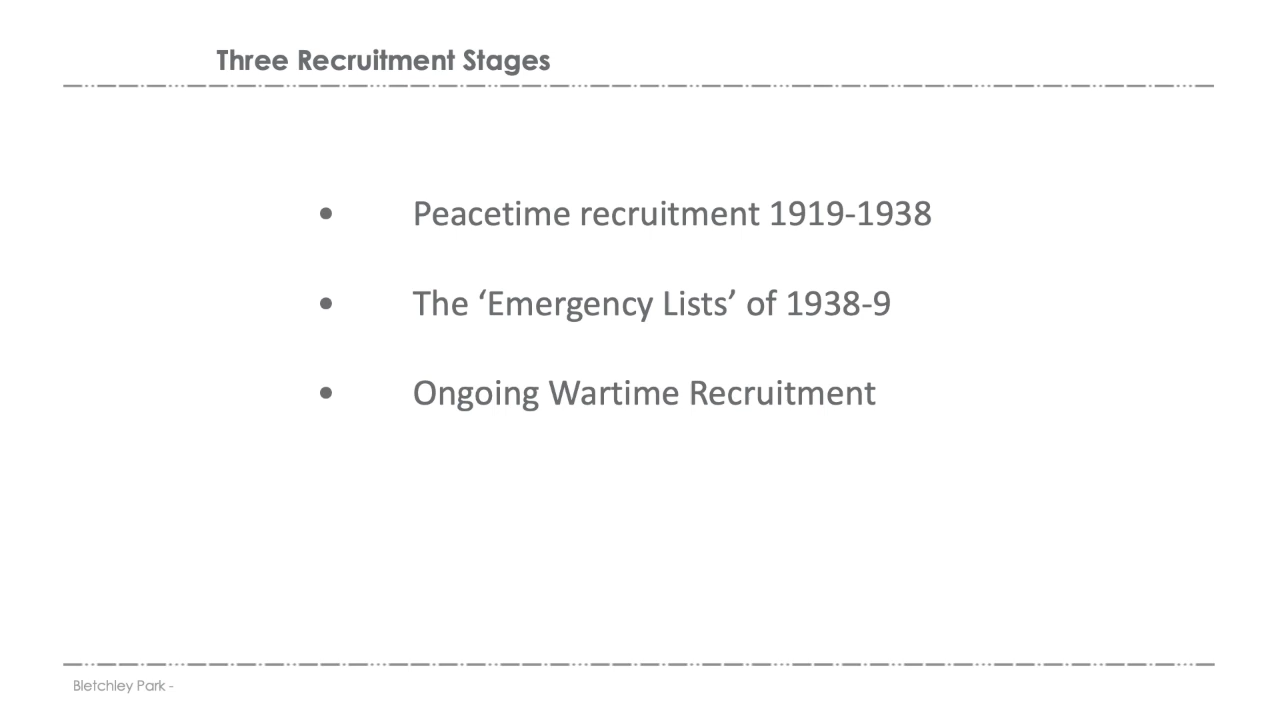 Three Recruitment Stages
• Peacetime recruitment 1919-1938
• The ‘Emergency Lists’ of 1938-9
• Ongoing Wartime Recruitment
Bletchley Park -